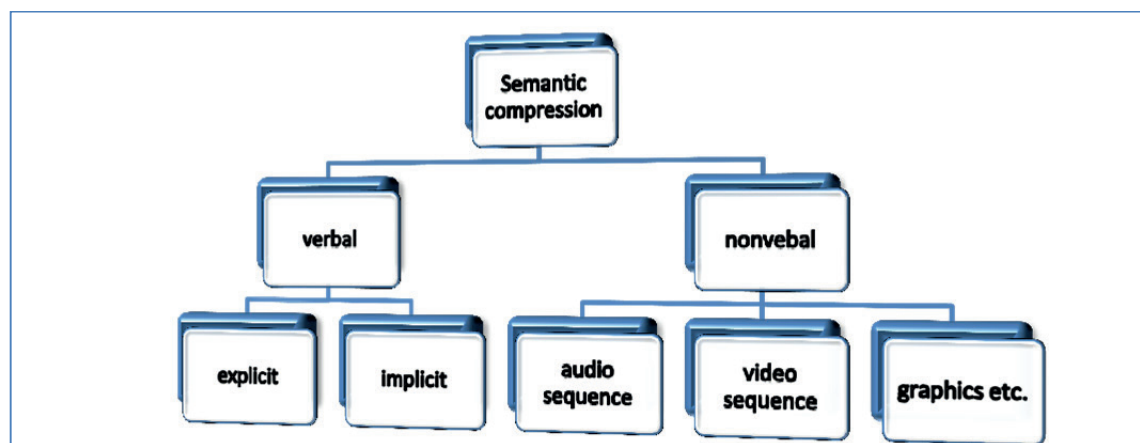 Semantic
compression
verbal
nonvebal
explicit
implicit
audio
sequence
video
sequence
graphics etc.